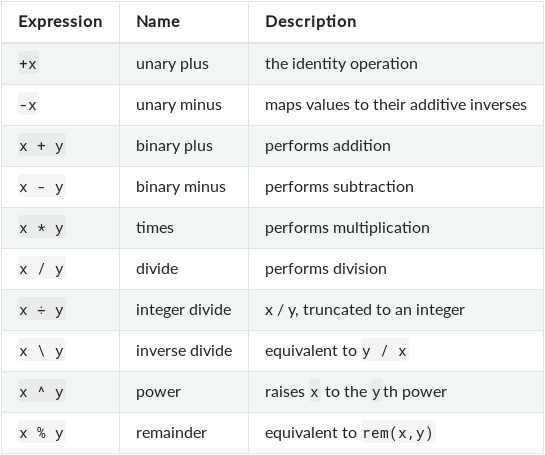 Expression Name Description
+x unary plus the identity operation
-x unary minus maps values to their additive inverses
x + y binary plus performs addition
x - y binary minus performs subtraction
x * y times performs multiplication
x / y divide performs division
x ÷ y integer divide x / y, truncated to an integer
x \ y inverse divide equivalent to y / x
x ^ y power raises x to the yth power
x % y remainder equivalent to rem(x,y)